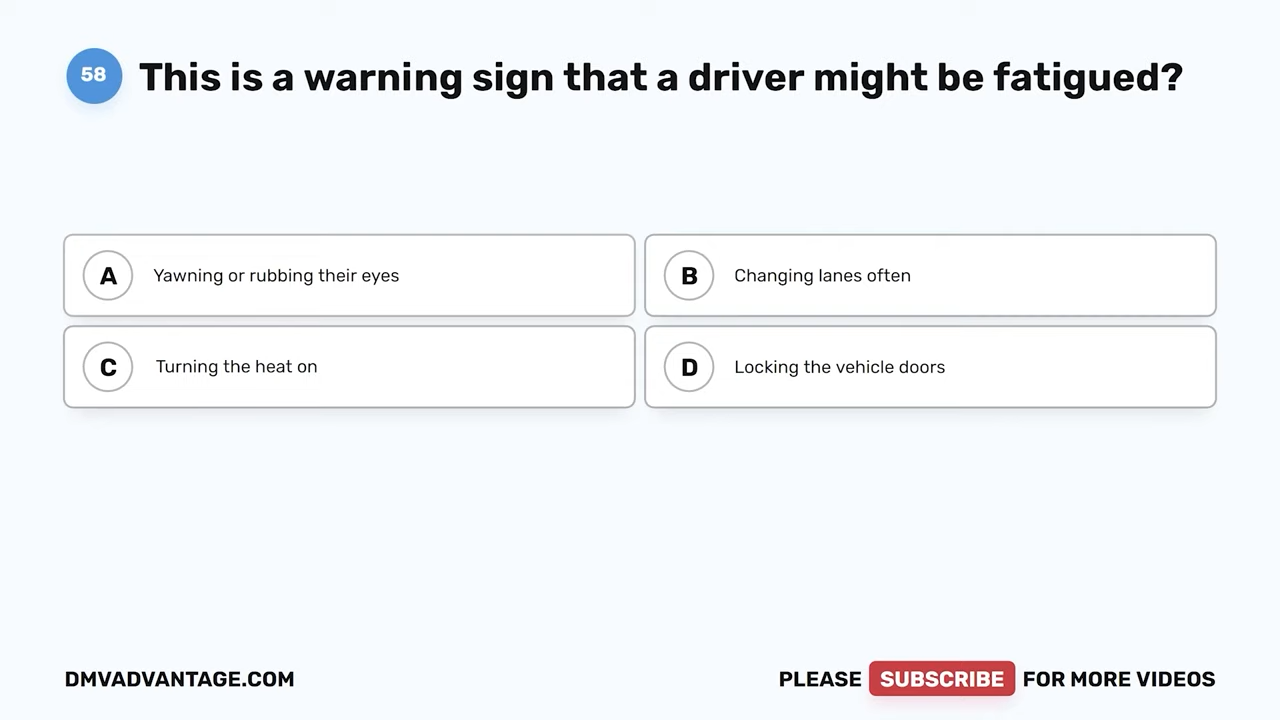 58 This is a warning sign that a driver might be fatigued?
A Yawning or rubbing their eyes
B Changing lanes often
C Turning the heat on
D Locking the vehicle doors
DMVADVANTAGE.COM
PLEASE SUBSCRIBE FOR MORE VIDEOS